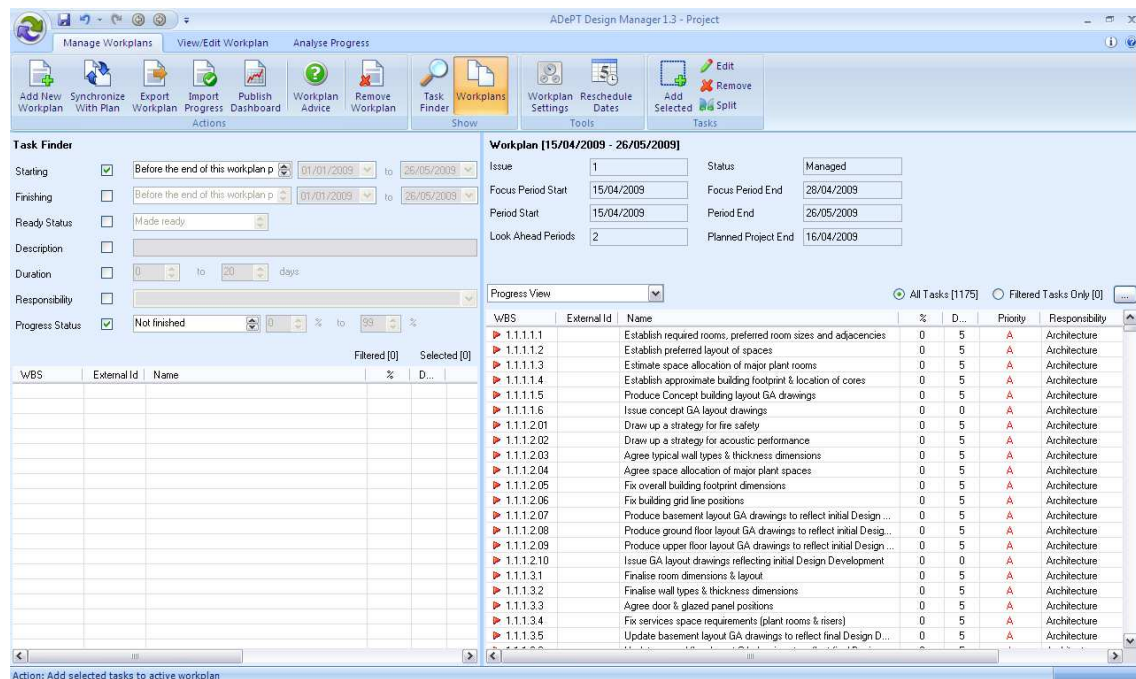 ADePT Design Manager 1.3 - Project
Manage Workplans View/Edit Workplan Analyse Progress
Add New Workplan Synchronize With Plan Export Workplan Import Progress Publish Dashboard Workplan Advice Remove Workplan Task Finder Workplans Workplan Settings Reschedule Dates Add Selected Edit Remove Split
Actions Show Tools Tasks
Task Finder
Starting Before the end of this workplan p 01/01/2009 to 26/05/2009
Finishing Before the end of this workplan p 01/01/2009 to 26/05/2009
Ready Status Made ready
Description
Duration 0 to 20 days
Responsibility
Progress Status Not finished 0 % to 99 %
Filtered [0] Selected [0]
WBS External Id Name % D...
Workplan [15/04/2009 - 26/05/2009]
Issue 1 Status Managed
Focus Period Start 15/04/2009 Focus Period End 28/04/2009
Period Start 15/04/2009 Period End 26/05/2009
Look Ahead Periods 2 Planned Project End 16/04/2009
Progress View All Tasks [1175] Filtered Tasks Only [0] ...
WBS External Id Name % D... Priority Responsibility
1.1.1.1.1 Establish required rooms, preferred room sizes and adjacencies 0 5 A Architecture
1.1.1.1.2 Establish preferred layout of spaces 0 5 A Architecture
1.1.1.1.3 Estimate space allocation of major plant rooms 0 5 A Architecture
1.1.1.1.4 Establish approximate building footprint & location of cores 0 5 A Architecture
1.1.1.1.5 Produce Concept building layout GA drawings 0 5 A Architecture
1.1.1.1.6 Issue concept GA layout drawings 0 0 A Architecture
1.1.1.2.01 Draw up a strategy for fire safety 0 5 A Architecture
1.1.1.2.02 Draw up a strategy for acoustic performance 0 5 A Architecture
1.1.1.2.03 Agree typical wall types & thickness dimensions 0 5 A Architecture
1.1.1.2.04 Agree space allocation of major plant spaces 0 5 A Architecture
1.1.1.2.05 Fix overall building footprint dimensions 0 5 A Architecture
1.1.1.2.06 Fix building grid line positions 0 5 A Architecture
1.1.1.2.07 Produce basement layout GA drawings to reflect initial Design ... 0 5 A Architecture
1.1.1.2.08 Produce ground floor layout GA drawings to reflect initial Desig... 0 5 A Architecture
1.1.1.2.09 Produce upper floor layout GA drawings to reflect initial Design ... 0 5 A Architecture
1.1.1.2.10 Issue GA layout drawings reflecting initial Design Development 0 0 A Architecture
1.1.1.3.1 Finalise room dimensions & layout 0 5 A Architecture
1.1.1.3.2 Finalise wall types & thickness dimensions 0 5 A Architecture
1.1.1.3.3 Agree door & glazed panel positions 0 5 A Architecture
1.1.1.3.4 Fix services space requirements (plant rooms & risers) 0 5 A Architecture
1.1.1.3.5 Update basement layout GA drawings to reflect final Design D... 0 5 A Architecture
Action: Add selected tasks to active workplan